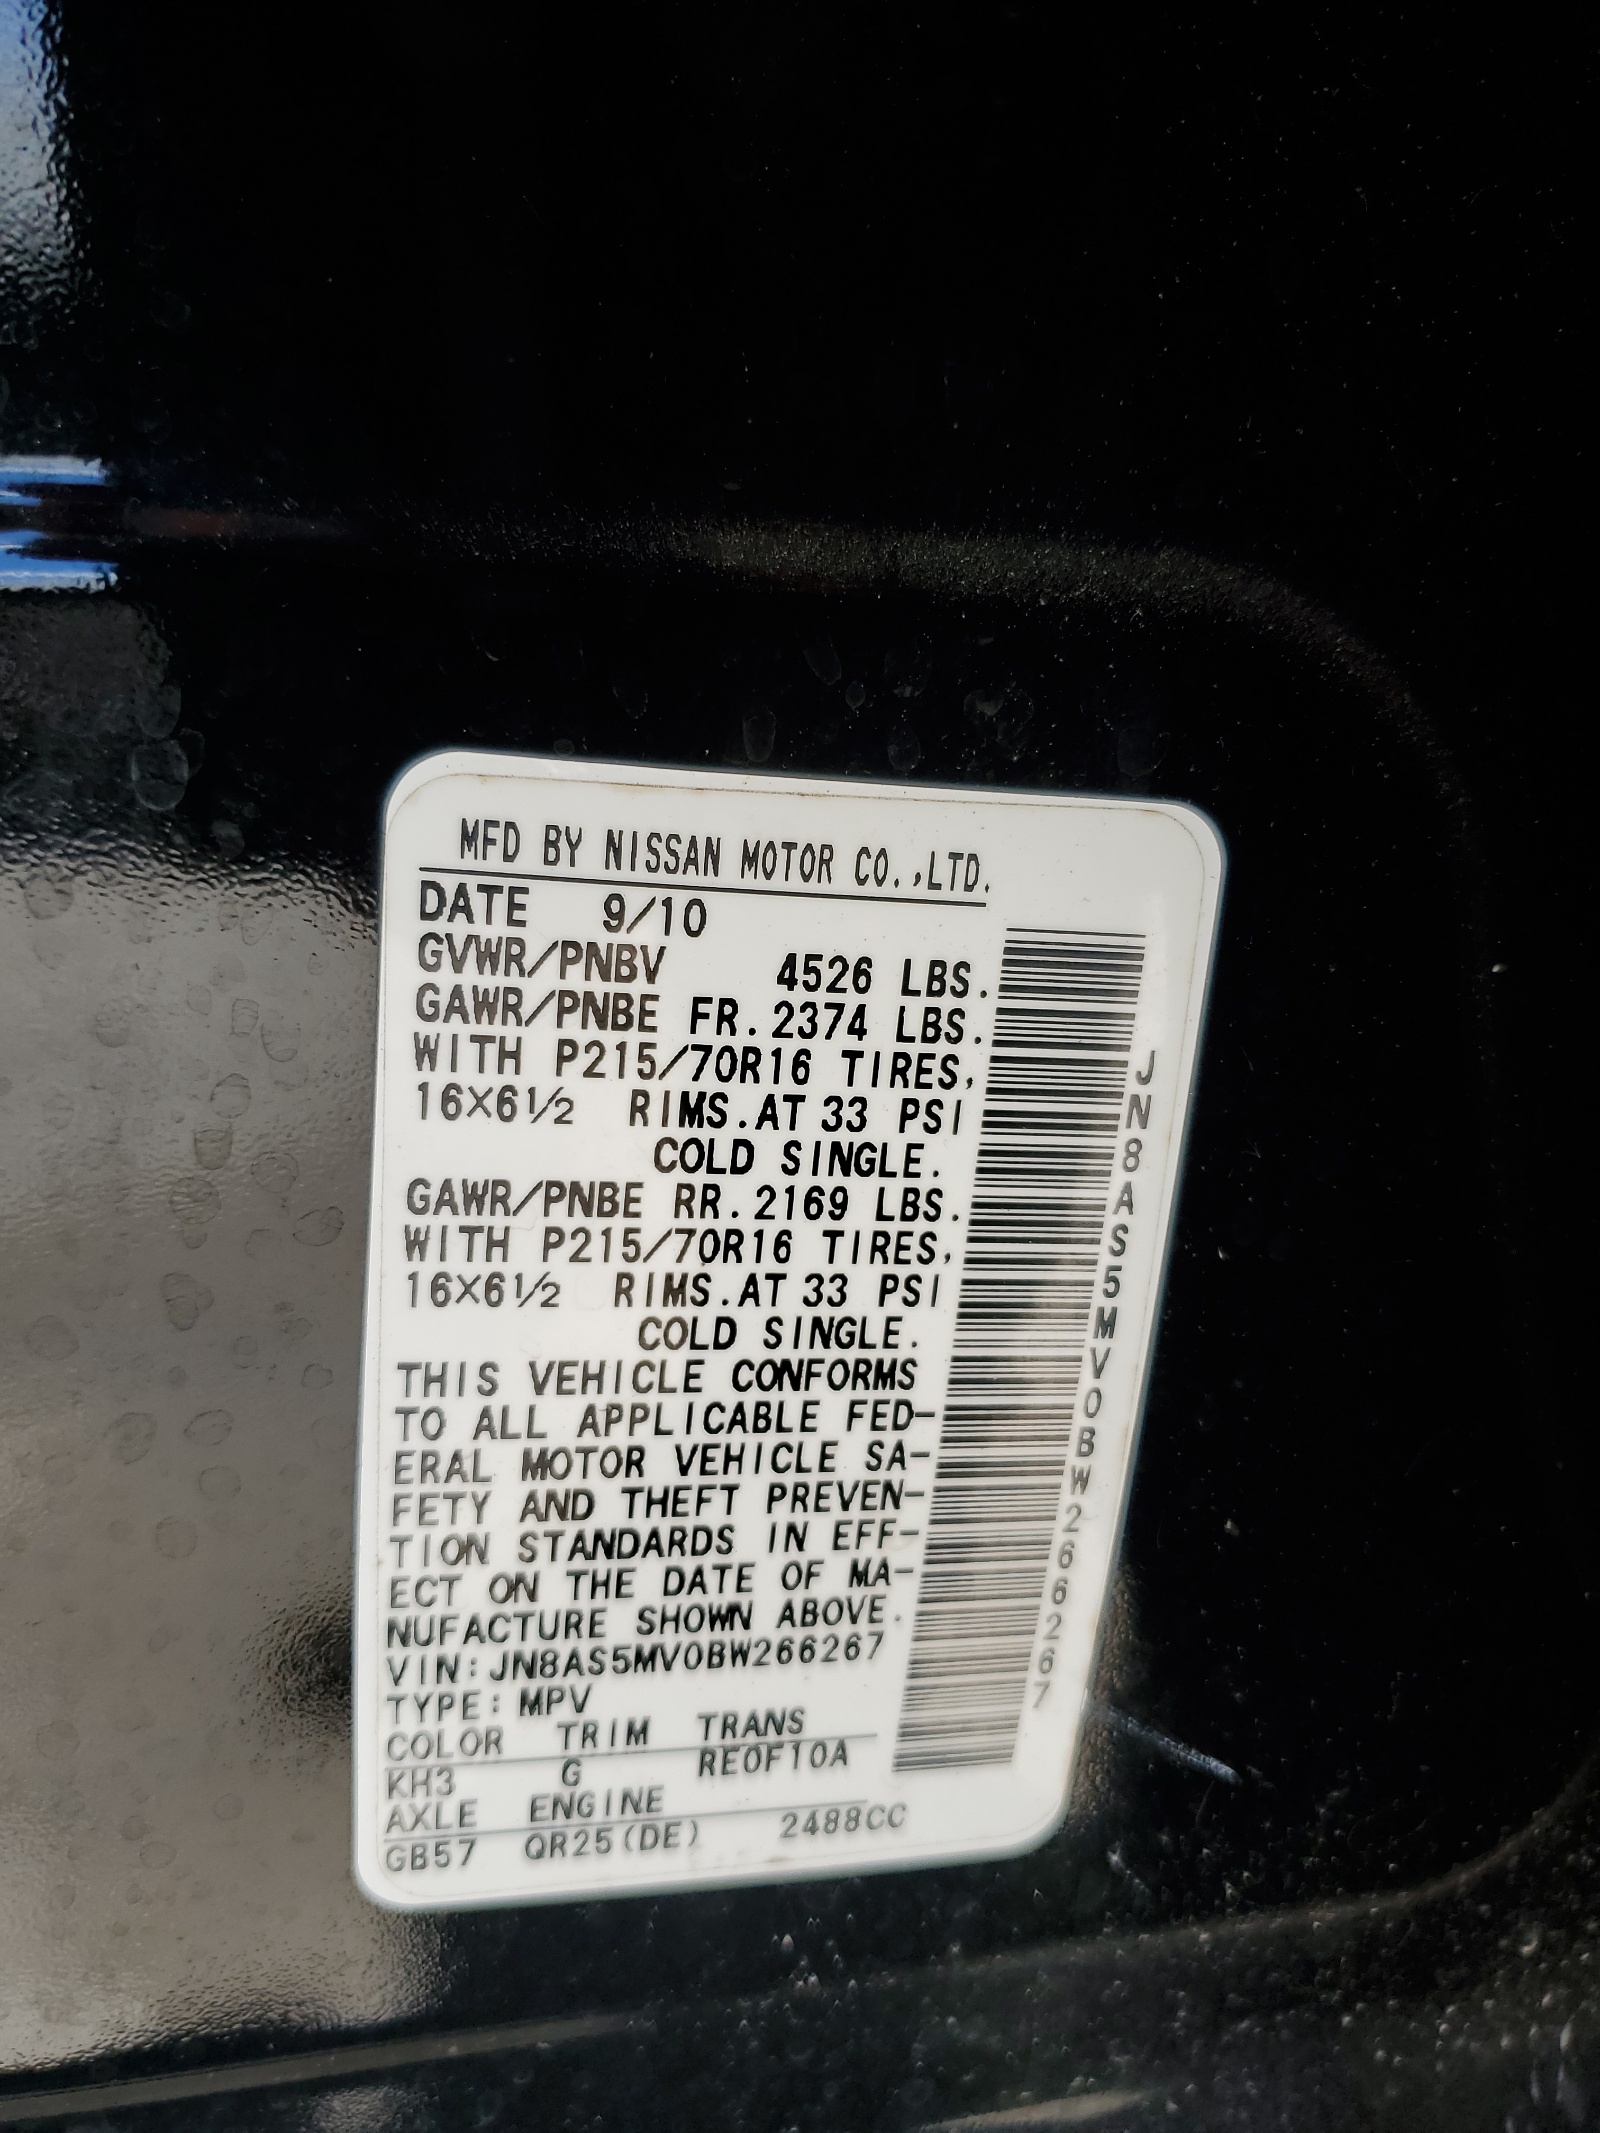 MFD BY NISSAN MOTOR CO.,LTD.
DATE 9/10
GVWR/PNBV 4526 LBS.
GAWR/PNBE FR.2374 LBS.
WITH P215/70R16 TIRES,
16X6 1/2 RIMS.AT 33 PSI
COLD SINGLE.
GAWR/PNBE RR.2169 LBS.
WITH P215/70R16 TIRES,
16X6 1/2 RIMS.AT 33 PSI
COLD SINGLE.
THIS VEHICLE CONFORMS
TO ALL APPLICABLE FED-
ERAL MOTOR VEHICLE SA-
FETY AND THEFT PREVEN-
TION STANDARDS IN EFF-
ECT ON THE DATE OF MA-
NUFACTURE SHOWN ABOVE.
VIN:JN8AS5MV0BW266267
TYPE:MPV
COLOR TRIM TRANS
KH3 G RE0F10A
AXLE ENGINE
GB57 QR25(DE) 2488CC
JN8AS5MV0BW266267